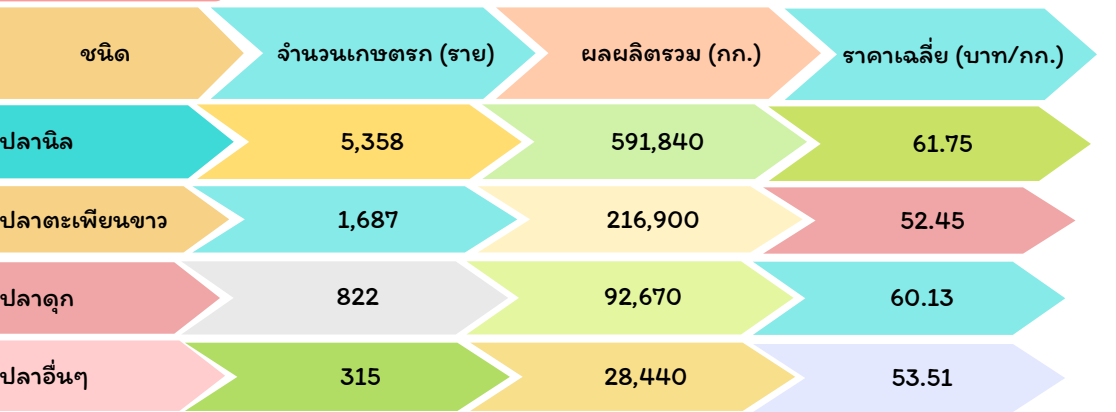 ชนิด จำนวนเกษตรก (ราย) ผลผลิตรวม (กก.) ราคาเฉลี่ย (บาท/กก.)
ปลานิล 5,358 591,840 61.75
ปลาตะเพียนขาว 1,687 216,900 52.45
ปลาดุก 822 92,670 60.13
ปลาอื่นๆ 315 28,440 53.51